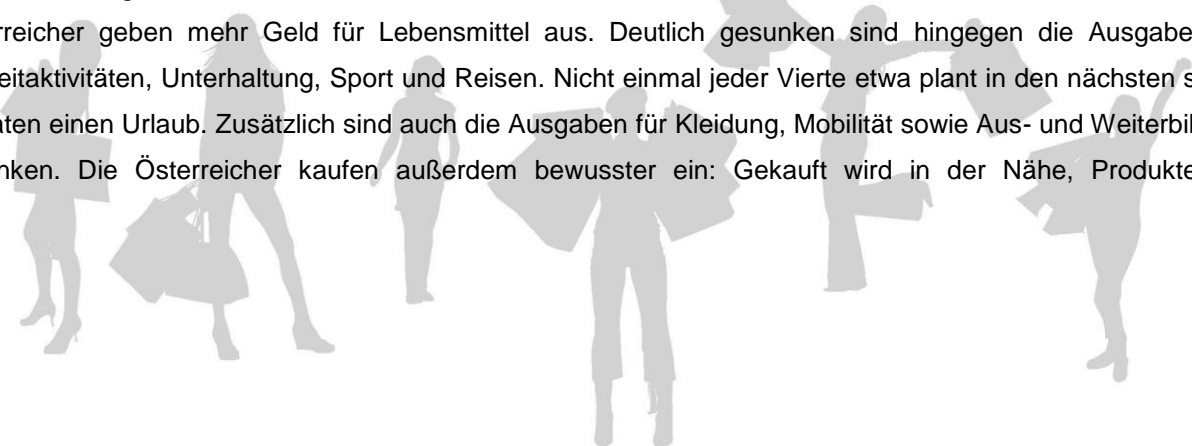 rreicher geben mehr Geld für Lebensmittel aus. Deutlich gesunken sind hingegen die Ausgabe
eitaktivitäten, Unterhaltung, Sport und Reisen. Nicht einmal jeder Vierte etwa plant in den nächsten s
aten einen Urlaub. Zusätzlich sind auch die Ausgaben für Kleidung, Mobilität sowie Aus- und Weiterbil
nken. Die Österreicher kaufen außerdem bewusster ein: Gekauft wird in der Nähe, Produkte